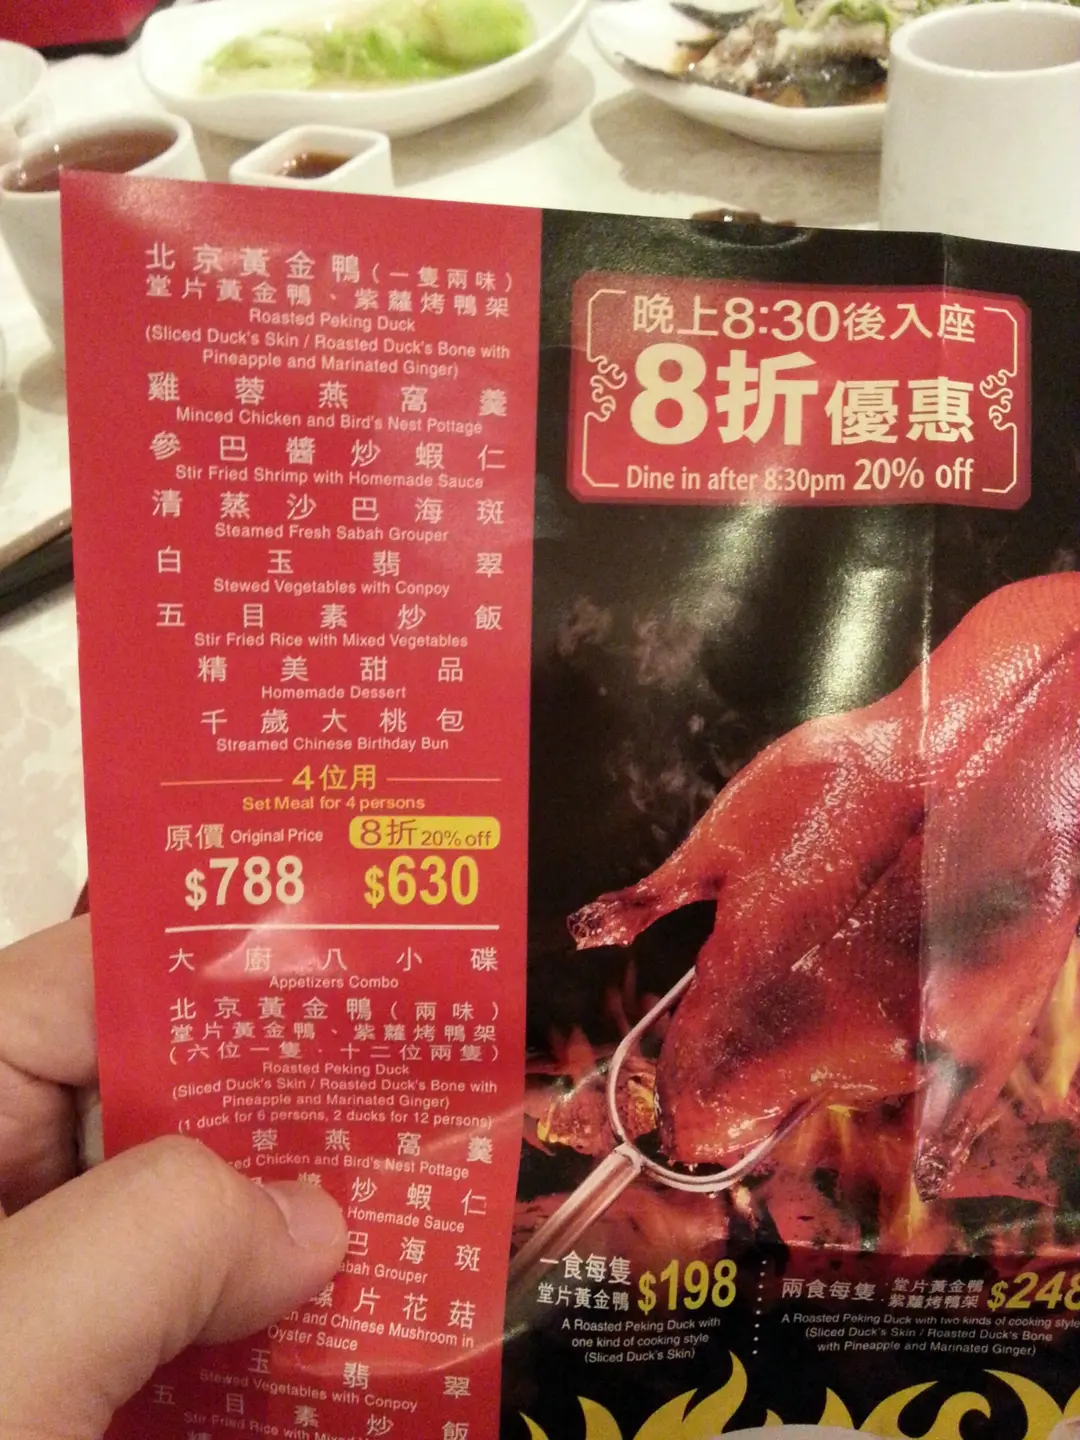 北京黃金鴨(一隻兩味)
堂片黃金鴨、紫蘿烤鴨架
Roasted Peking Duck
(Sliced Duck's Skin / Roasted Duck's Bone with
Pineapple and Marinated Ginger)
雞蓉燕窩羹
Minced Chicken and Bird's Nest Pottage
參巴醬炒蝦仁
Stir Fried Shrimp with Homemade Sauce
清蒸沙巴海斑
Steamed Fresh Sabah Grouper
白玉翡翠
Stewed Vegetables with Conpoy
五目素炒飯
Stir Fried Rice with Mixed Vegetables
精美甜品
Homemade Dessert
千歲大桃包
Streamed Chinese Birthday Bun
4位用
Set Meal for 4 persons
原價 Original Price 8折 20% off
$788 $630
大廚八小碟
Appetizers Combo
北京黃金鴨(兩味)
堂片黃金鴨、紫蘿烤鴨架
(六位一隻．十二位兩隻)
Roasted Peking Duck
(Sliced Duck's Skin / Roasted Duck's Bone with
Pineapple and Marinated Ginger)
(1 duck for 6 persons, 2 ducks for 12 persons)
蓉燕窩羹
Chicken and Bird's Nest Pottage
醬炒蝦仁
Homemade Sauce
巴海斑
Grouper
螺片花菇
and Chinese Mushroom in
Oyster Sauce
玉翡翠
Stewed Vegetables with Conpoy
五目素炒飯
Stir Fried Rice with
晚上8:30後入座
8折優惠
Dine in after 8:30pm 20% off
一食每隻
堂片黃金鴨 $198
A Roasted Peking Duck with
one kind of cooking style
(Sliced Duck's Skin)
兩食每隻 · 堂片黃金鴨
紫蘿烤鴨架 $248
A Roasted Peking Duck with two kinds of cooking style
(Sliced Duck's Skin / Roasted Duck's Bone
with Pineapple and Marinated Ginger)